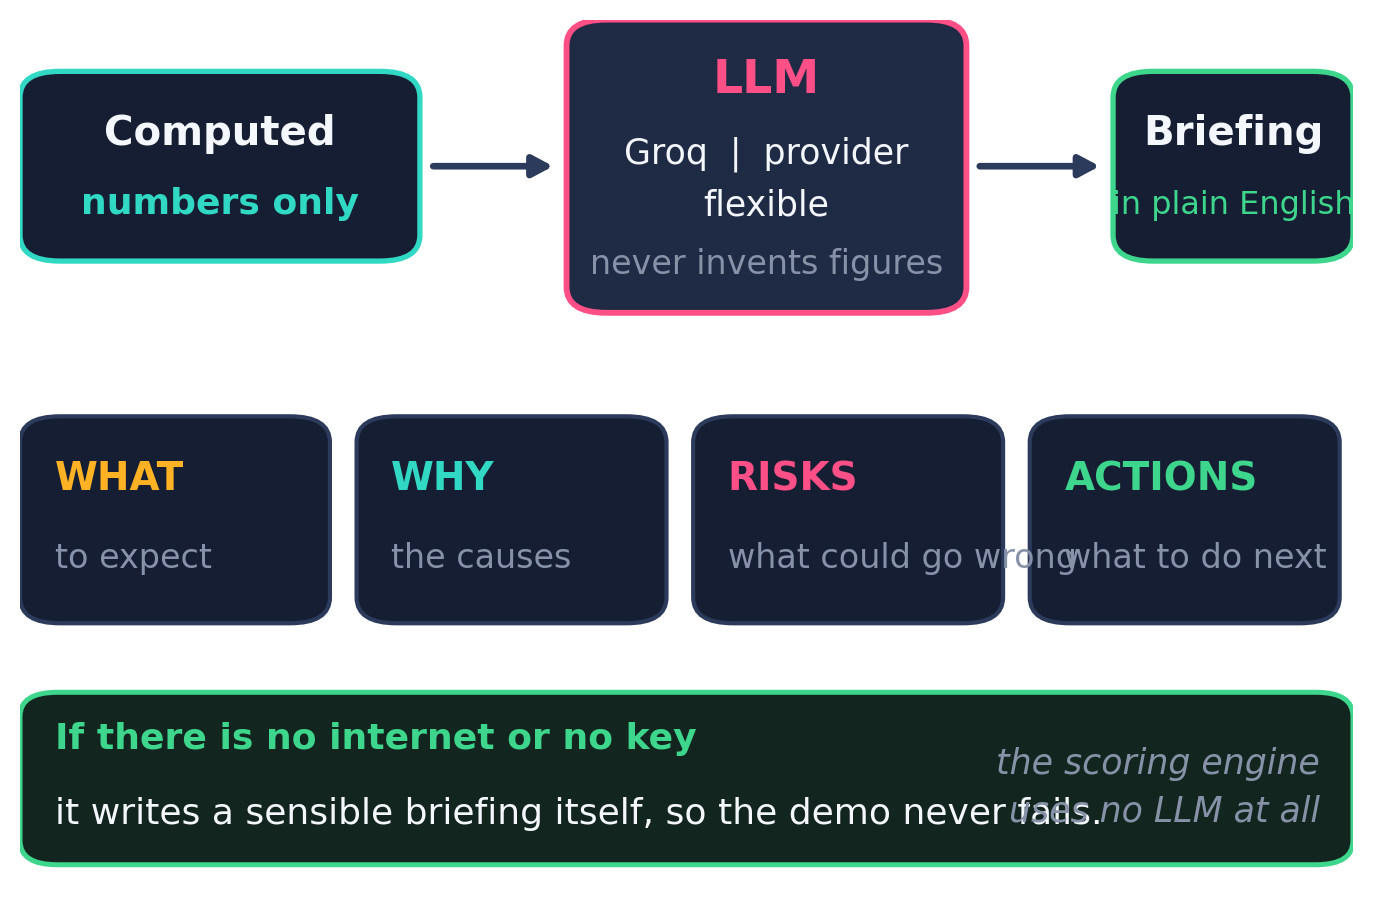 Computed
numbers only
LLM
Groq | provider
flexible
never invents figures
Briefing
in plain English
WHAT
to expect
WHY
the causes
RISKS
what could go wrong
ACTIONS
what to do next
If there is no internet or no key
it writes a sensible briefing itself, so the demo never fails.
the scoring engine
uses no LLM at all